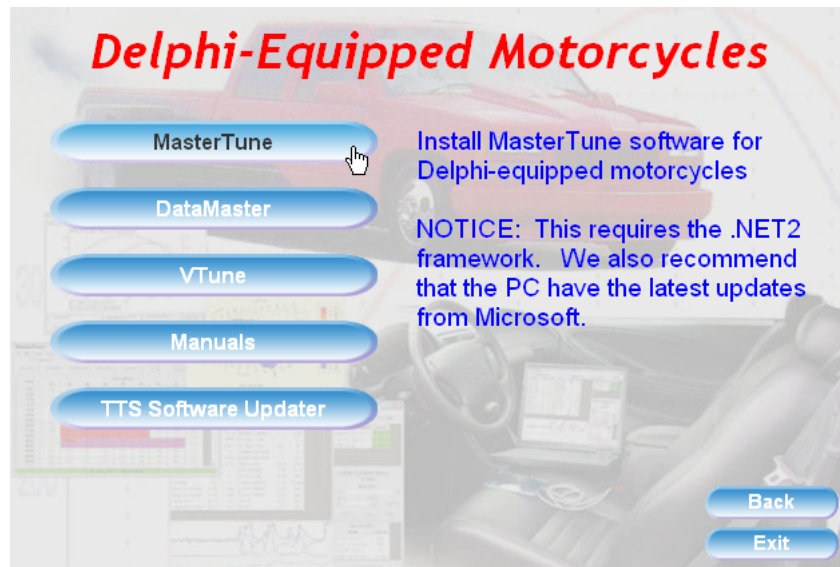 Delphi-Equipped Motorcycles
MasterTune
DataMaster
VTune
Manuals
TTS Software Updater
Install MasterTune software for
Delphi-equipped motorcycles
NOTICE: This requires the .NET2
framework. We also recommend
that the PC have the latest updates
from Microsoft.
Back
Exit